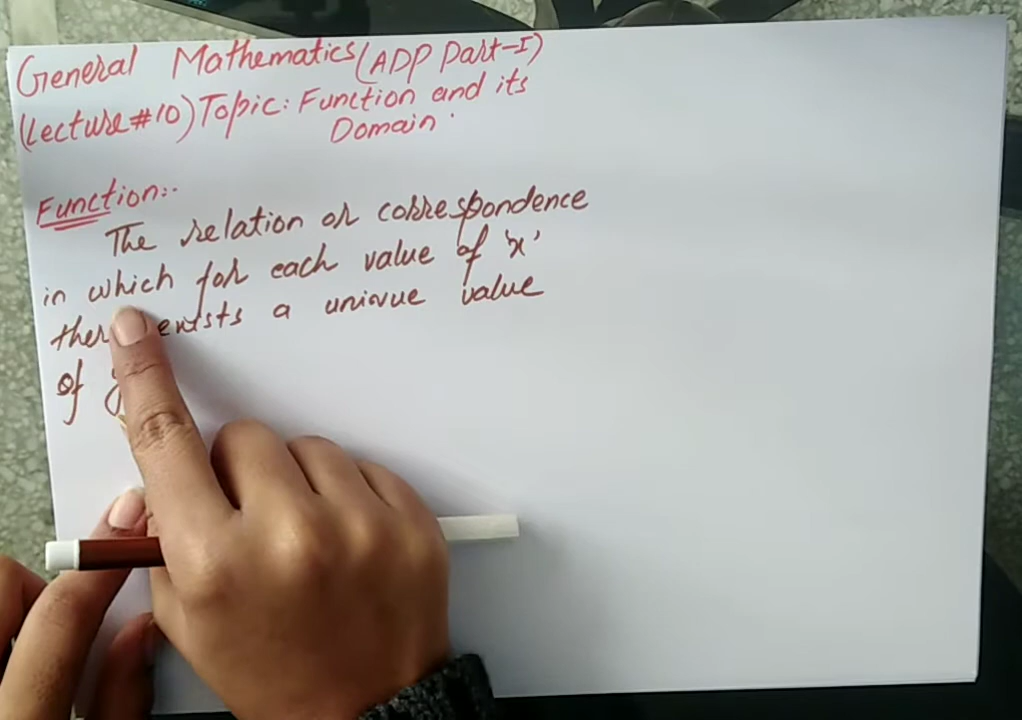 General Mathematics (ADP Part-I)
(Lecture #10) Topic: Function and its
Domain.
Function:-
The relation or correspondence
in which for each value of 'x'
exists a unique value
of